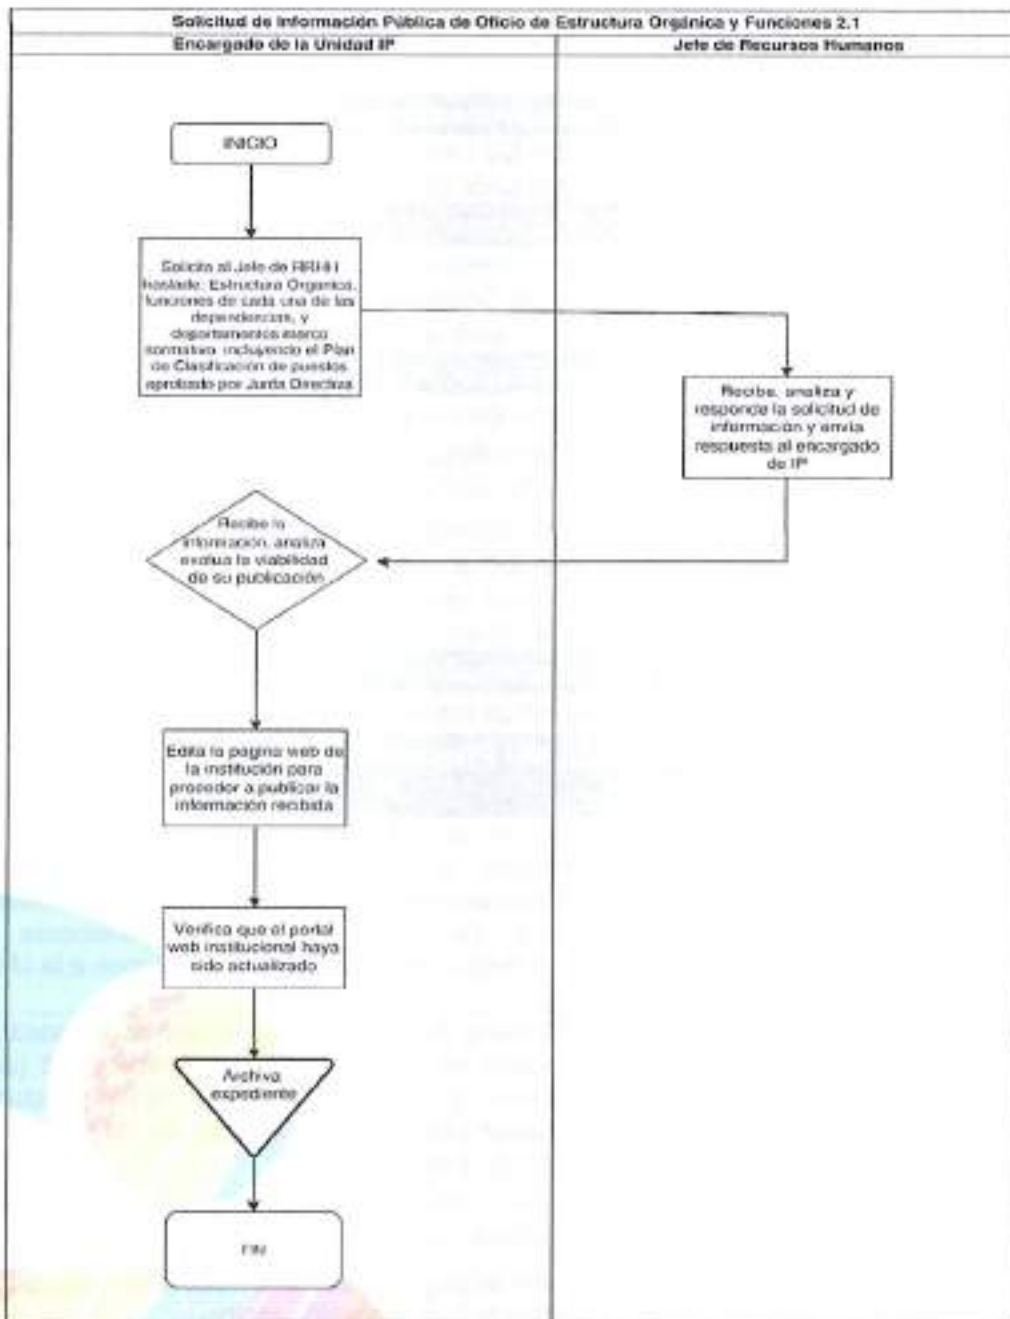 Solicitud de Información Pública de Oficio de Estructura Orgánica y Funciones 2.1
Encargado de la Unidad IP
Jefe de Recursos Humanos
INICIO
Solicita al Jefe de RRHH
traslade: Estructura Organica,
funciones de cada una de las
dependencias, y
departamentos marco
normativo, incluyendo el Plan
de Clasificación de puestos
aprobado por Junta Directiva
Recibe, analiza y
responde la solicitud de
información y envia
respuesta al encargado
de IP
Recibe la
información, analiza
evalua la viabilidad
de su publicación
Edita la pagina web de
la institución para
proceder a publicar la
información recibida
Verifica que el portal
web institucional haya
sido actualizado
Archiva
expediente
FIN